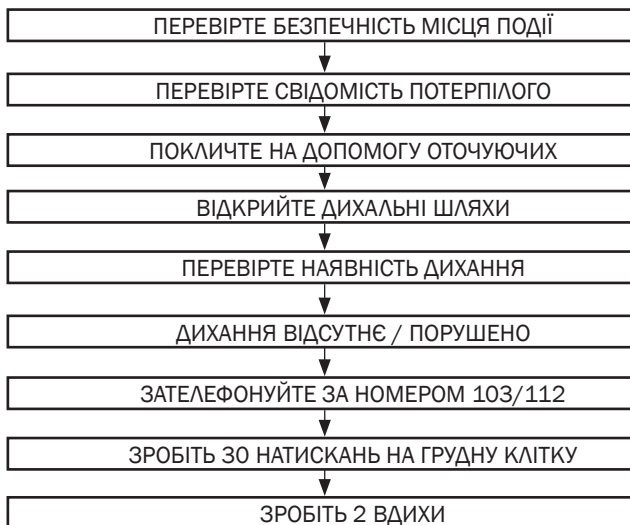 ПЕРЕВІРТЕ БЕЗПЕЧНІСТЬ МІСЦЯ ПОДІЇ
ПЕРЕВІРТЕ СВІДОМІСТЬ ПОТЕРПІЛОГО
ПОКЛИЧТЕ НА ДОПОМОГУ ОТОЧУЮЧИХ
ВІДКРИЙТЕ ДИХАЛЬНІ ШЛЯХИ
ПЕРЕВІРТЕ НАЯВНІСТЬ ДИХАННЯ
ДИХАННЯ ВІДСУТНЄ / ПОРУШЕНО
ЗАТЕЛЕФОНУЙТЕ ЗА НОМЕРОМ 103/112
ЗРОБІТЬ 30 НАТИСКАНЬ НА ГРУДНУ КЛІТКУ
ЗРОБІТЬ 2 ВДИХИ